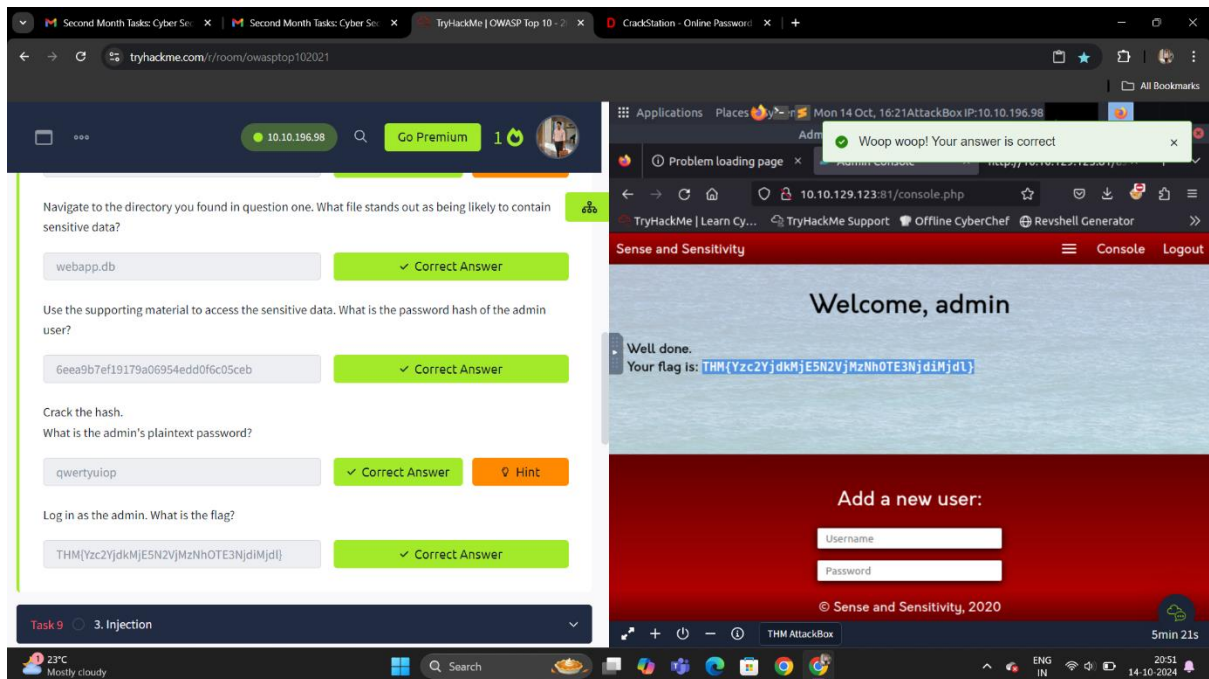 Second Month Tasks: Cyber Sec
Second Month Tasks: Cyber Sec
TryHackMe | OWASP Top 10 - 2
CrackStation - Online Password
tryhackme.com/r/room/owasptop102021
All Bookmarks
10.10.196.98
Go Premium
1
Navigate to the directory you found in question one. What file stands out as being likely to contain
sensitive data?
webapp.db
Correct Answer
Use the supporting material to access the sensitive data. What is the password hash of the admin
user?
6eea9b7ef19179a06954edd0f6c05ceb
Correct Answer
Crack the hash.
What is the admin's plaintext password?
qwertyuiop
Correct Answer
Hint
Log in as the admin. What is the flag?
THM{Yzc2YjdkMjE5N2VjMzNhOTE3NjdiMjdl}
Correct Answer
Task 9
3. Injection
Applications
Places
Mon 14 Oct, 16:21
AttackBox IP:10.10.196.98
Woop woop! Your answer is correct
Problem loading page
Admin Console
10.10.129.123:81/console.php
TryHackMe | Learn Cy...
TryHackMe Support
Offline CyberChef
Revshell Generator
Sense and Sensitivity
Console
Logout
Welcome, admin
Well done.
Your flag is: THM{Yzc2YjdkMjE5N2VjMzNhOTE3NjdiMjdl}
Add a new user:
Username
Password
© Sense and Sensitivity, 2020
THM AttackBox
5min 21s
1
23°C
Mostly cloudy
Search
ENG
IN
20:51
14-10-2024